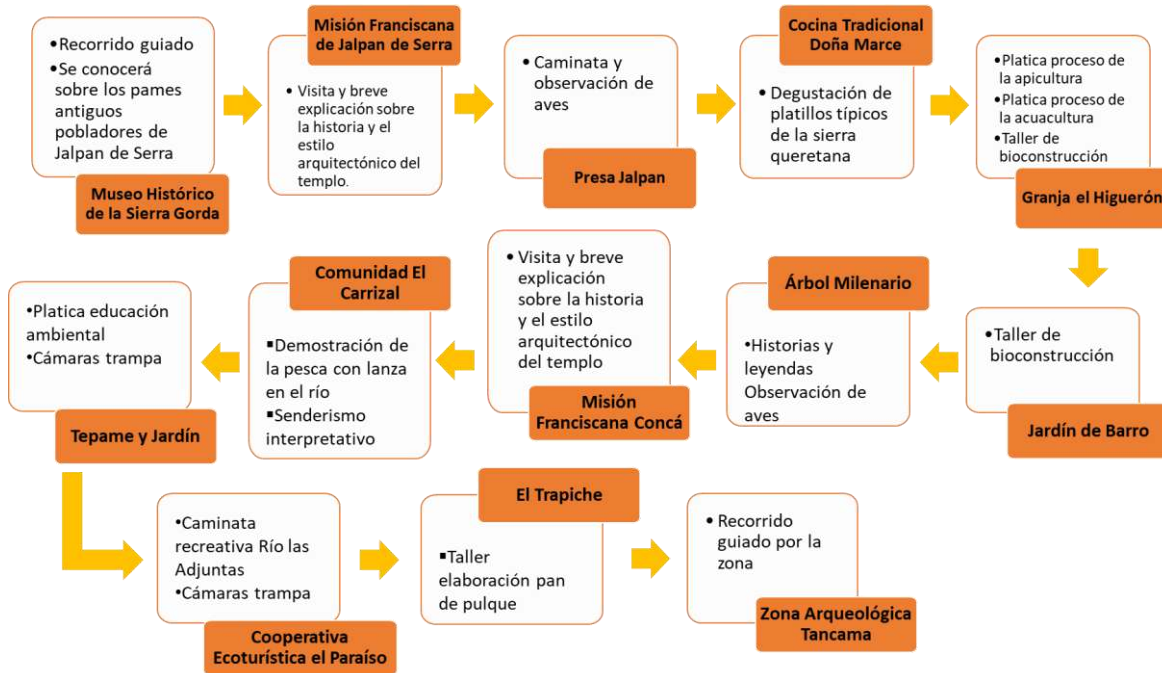 •Recorrido guiado
•Se conocerá
sobre los pames
antiguos
pobladores de
Jalpan de Serra
Museo Histórico
de la Sierra Gorda
Misión Franciscana
de Jalpan de Serra
• Visita y breve
explicación sobre
la historia y el
estilo
arquitectónico del
templo.
• Caminata y
observación de
aves
Presa Jalpan
Cocina Tradicional
Doña Marce
• Degustación de
platillos típicos
de la sierra
queretana
•Platica proceso de
la apicultura
•Platica proceso de
la acuacultura
•Taller de
bioconstrucción
Granja el Higuerón
•Taller de
bioconstrucción
Jardín de Barro
Árbol Milenario
•Historias y
leyendas
Observación de
aves
• Visita y breve
explicación
sobre la historia
y el estilo
arquitectónico
del templo
Misión
Franciscana Concá
Comunidad El
Carrizal
▪Demostración de
la pesca con lanza
en el río
▪Senderismo
interpretativo
•Platica educación
ambiental
•Cámaras trampa
Tepame y Jardín
•Caminata
recreativa Río las
Adjuntas
•Cámaras trampa
Cooperativa
Ecoturística el Paraíso
El Trapiche
▪Taller
elaboración pan
de pulque
• Recorrido
guiado por la
zona
Zona Arqueológica
Tancama